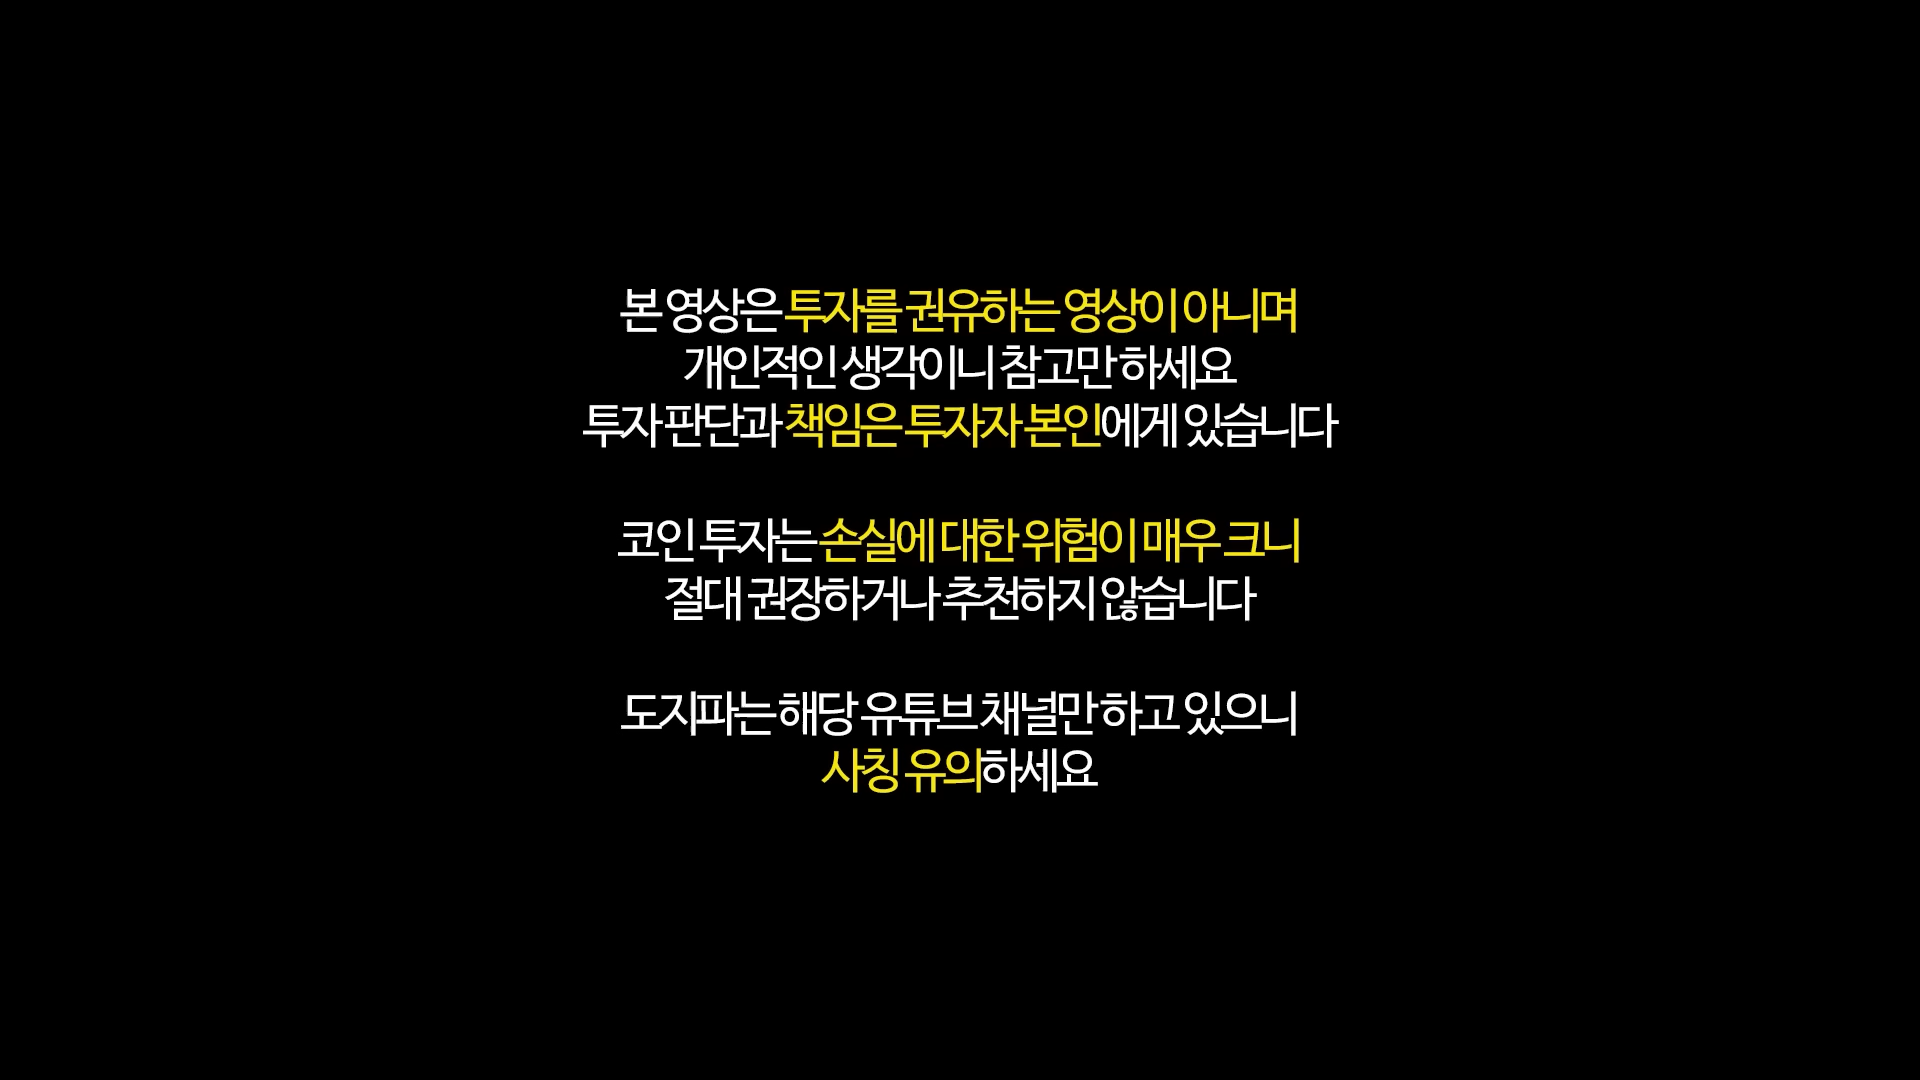 본 영상은 투자를 권유하는 영상이 아니며
개인적인 생각이니 참고만 하세요
투자 판단과 책임은 투자자 본인에게 있습니다
코인 투자는 손실에 대한 위험이 매우 크니
절대 권장하거나 추천하지 않습니다
도지파는 해당 유튜브 채널만 하고 있으니
사칭 유의하세요